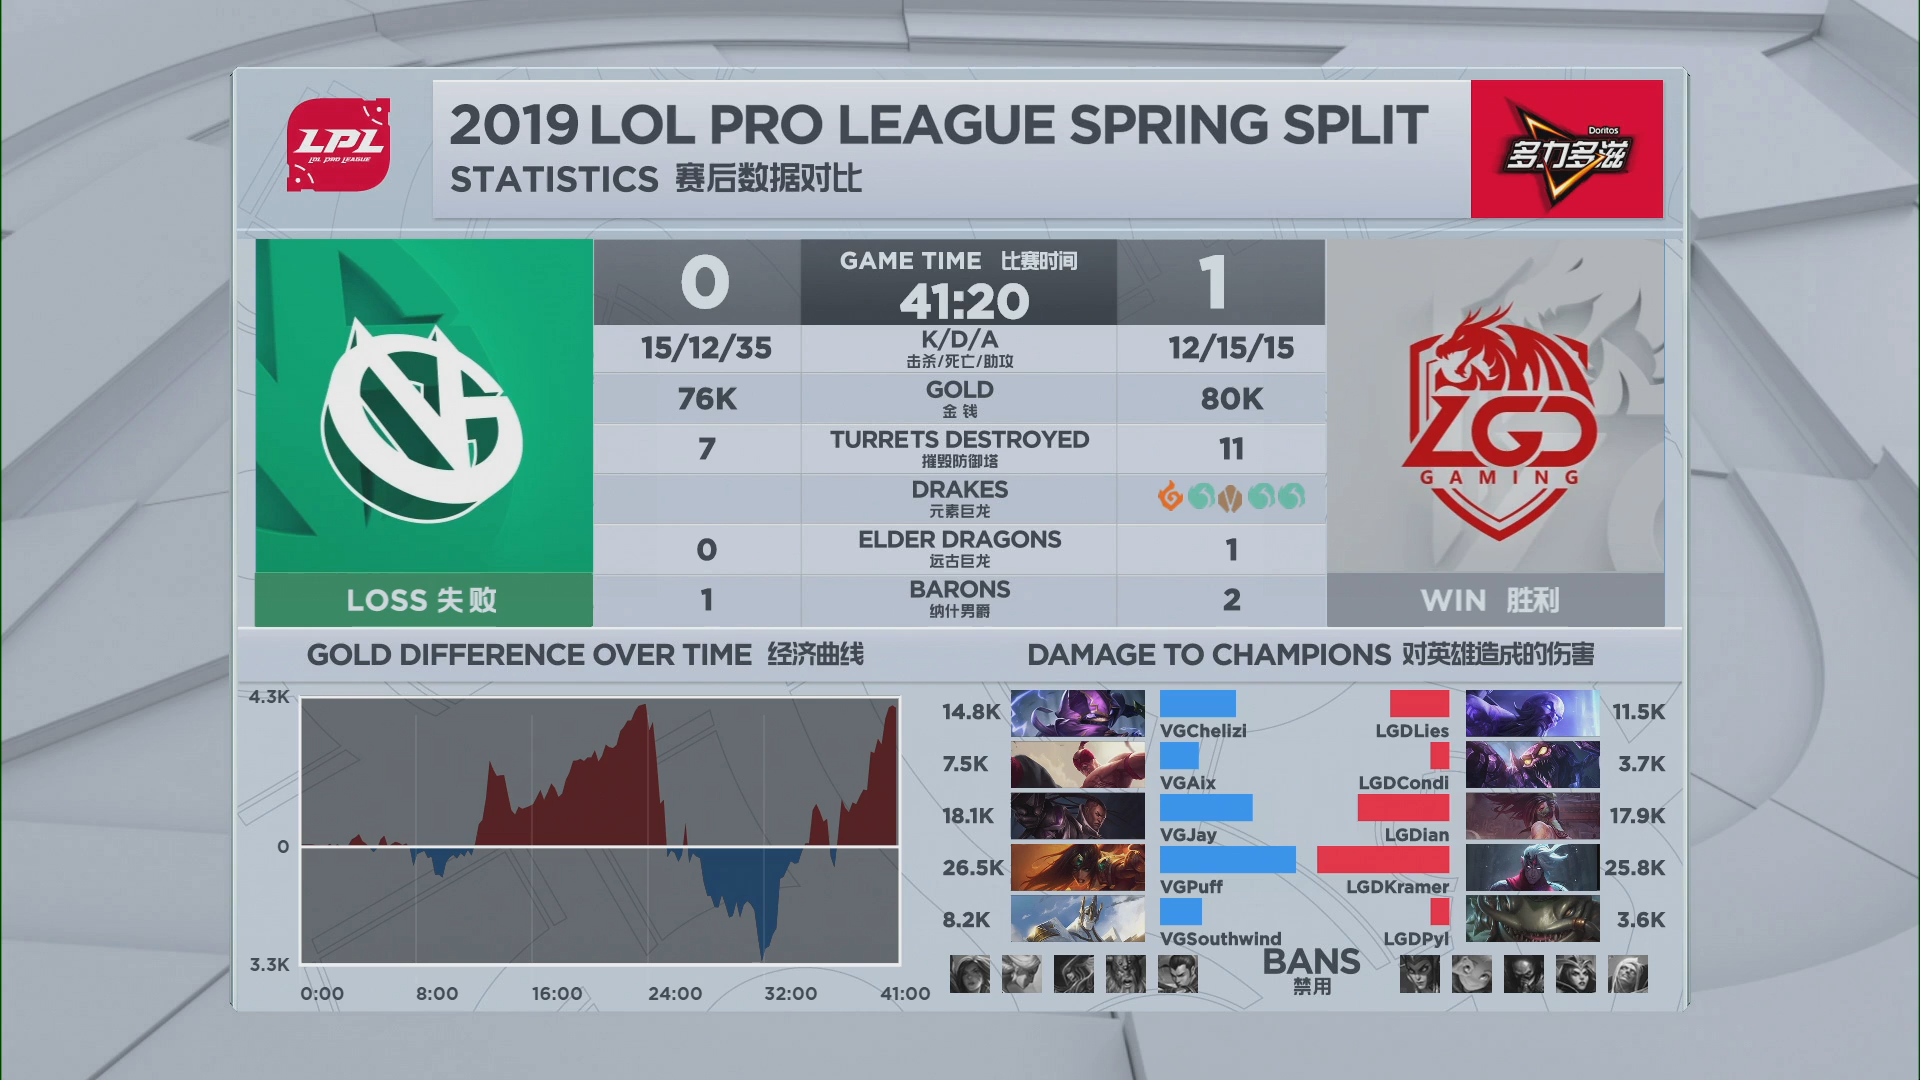 LPL
LOL PRO LEAGUE
2019 LOL PRO LEAGUE SPRING SPLIT
STATISTICS 赛后数据对比
Doritos
多力多滋
0
GAME TIME 比赛时间
41:20
1
15/12/35
K/D/A
击杀/死亡/助攻
12/15/15
76K
GOLD
金 钱
80K
7
TURRETS DESTROYED
摧毁防御塔
11
DRAKES
元素巨龙
0
ELDER DRAGONS
远古巨龙
1
1
BARONS
纳什男爵
2
VG
LOSS 失败
LGD
GAMING
WIN 胜利
GOLD DIFFERENCE OVER TIME 经济曲线
4.3K
0
3.3K
0:00 8:00 16:00 24:00 32:00 41:00
DAMAGE TO CHAMPIONS 对英雄造成的伤害
14.8K VGChelizi LGDLies 11.5K
7.5K VGAix LGDCondi 3.7K
18.1K VGJay LGDian 17.9K
26.5K VGPuff LGDKramer 25.8K
8.2K VGSouthwind LGDPyl 3.6K
BANS
禁用